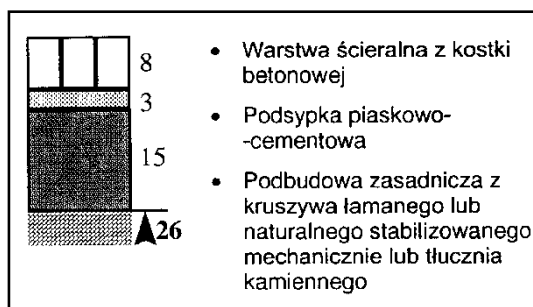 8
3
15
26
• Warstwa ścieralna z kostki
betonowej
• Podsypka piaskowo-
-cementowa
• Podbudowa zasadnicza z
kruszywa łamanego lub
naturalnego stabilizowanego
mechanicznie lub tłucznia
kamiennego